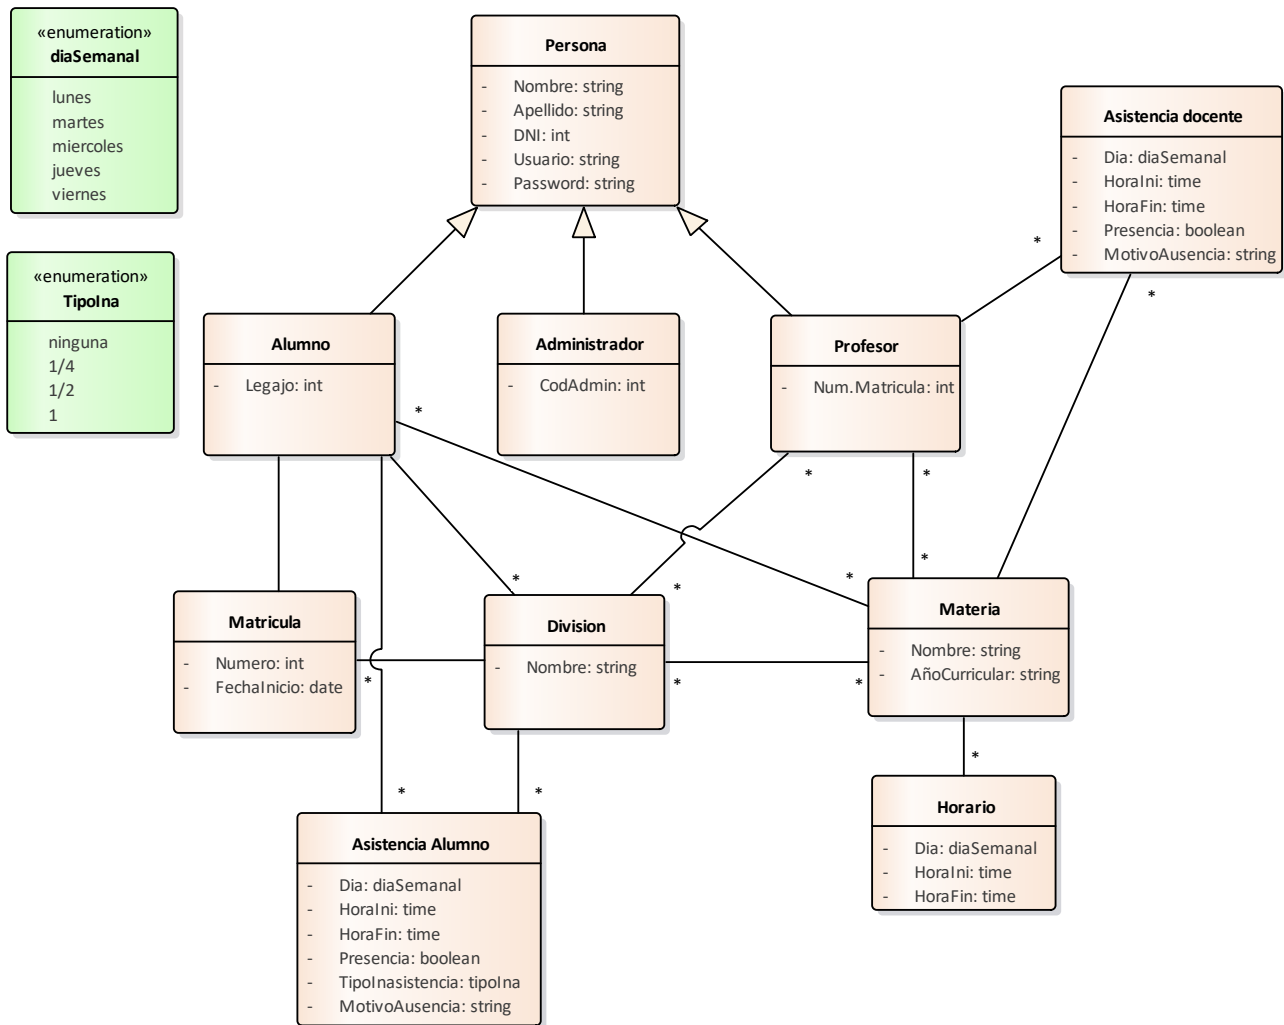 «enumeration»
diaSemanal
lunes
martes
miercoles
jueves
viernes
«enumeration»
TipoIna
ninguna
1/4
1/2
1
Persona
- Nombre: string
- Apellido: string
- DNI: int
- Usuario: string
- Password: string
Asistencia docente
- Dia: diaSemanal
- HoraIni: time
- HoraFin: time
- Presencia: boolean
- MotivoAusencia: string
*
*
Alumno
- Legajo: int
*
Administrador
- CodAdmin: int
Profesor
- Num.Matricula: int
*
*
Matricula
- Numero: int
- FechaInicio: date
*
*
*
Division
- Nombre: string
*
*
*
*
Materia
- Nombre: string
- AñoCurricular: string
*
*
*
Asistencia Alumno
- Dia: diaSemanal
- HoraIni: time
- HoraFin: time
- Presencia: boolean
- TipoInasistencia: tipoIna
- MotivoAusencia: string
Horario
- Dia: diaSemanal
- HoraIni: time
- HoraFin: time